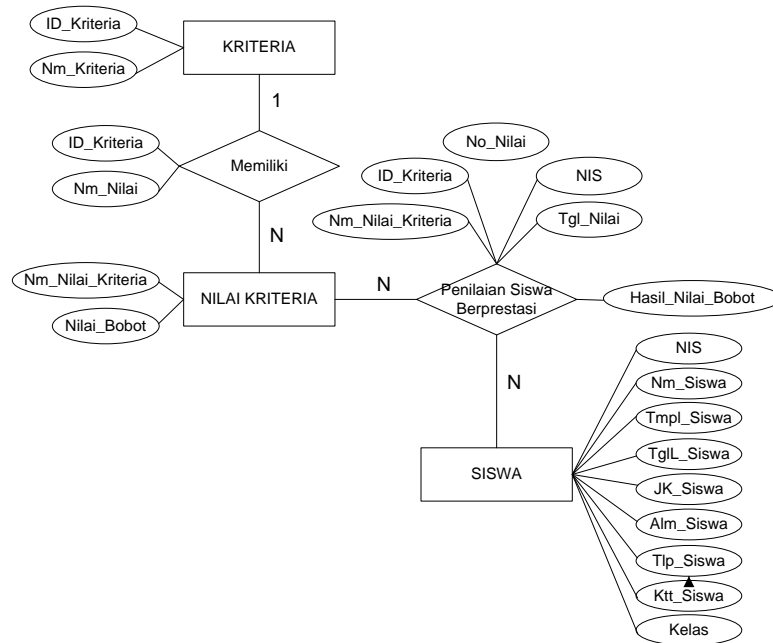 ID_Kriteria
KRITERIA
Nm_Kriteria
1
ID_Kriteria
Nm_Nilai
Memiliki
No_Nilai
ID_Kriteria
NIS
Nm_Nilai_Kriteria
Tgl_Nilai
N
Nm_Nilai_Kriteria
Nilai_Bobot
NILAI KRITERIA
N
Penilaian Siswa
Berprestasi
Hasil_Nilai_Bobot
N
SISWA
NIS
Nm_Siswa
Tmpl_Siswa
TglL_Siswa
JK_Siswa
Alm_Siswa
Tlp_Siswa
Ktt_Siswa
Kelas